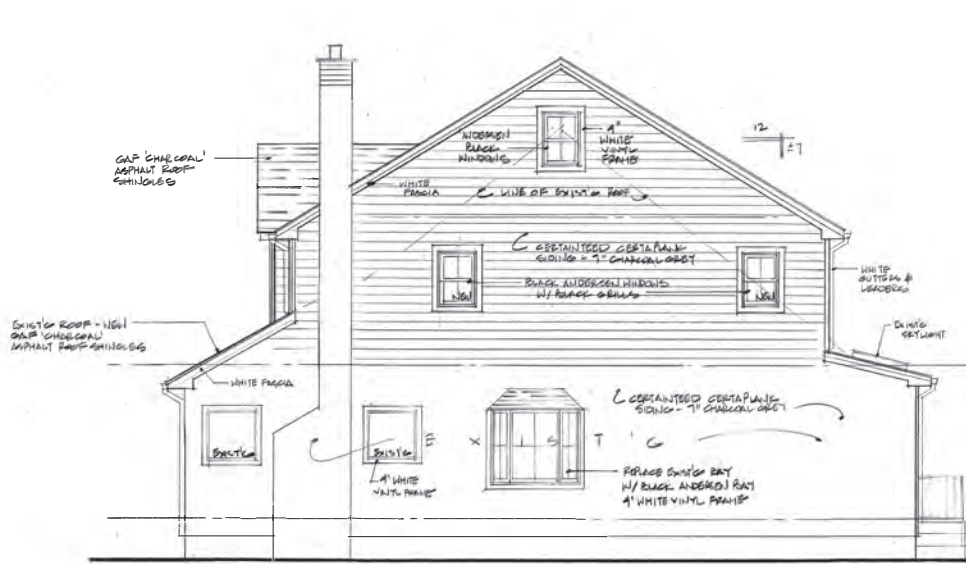 GAF 'CHARCOAL'
ASPHALT ROOF
SHINGLES
ANDERSEN
BLACK
WINDOWS
4"
WHITE
VINYL
FRAME
12
±7
WHITE
FASCIA
LINE OF EXIST'G ROOF
CERTAINTEED CERTAPLANK
SIDING - 7" CHARCOAL GREY
BLACK ANDERSEN WINDOWS
W/ BLACK GRILLS
NEW
NEW
WHITE
GUTTERS &
LEADERS
EXIST'G
SKYLIGHT
EXIST'G ROOF - NEW
GAF 'CHARCOAL'
ASPHALT ROOF SHINGLES
WHITE FASCIA
CERTAINTEED CERTAPLANK
SIDING - 7" CHARCOAL GREY
EXIST'G
EXIST'G
E X I S T ' G
4" WHITE
VINYL FRAME
REPLACE EXIST'G BAY
W/ BLACK ANDERSEN BAY
4" WHITE VINYL FRAME